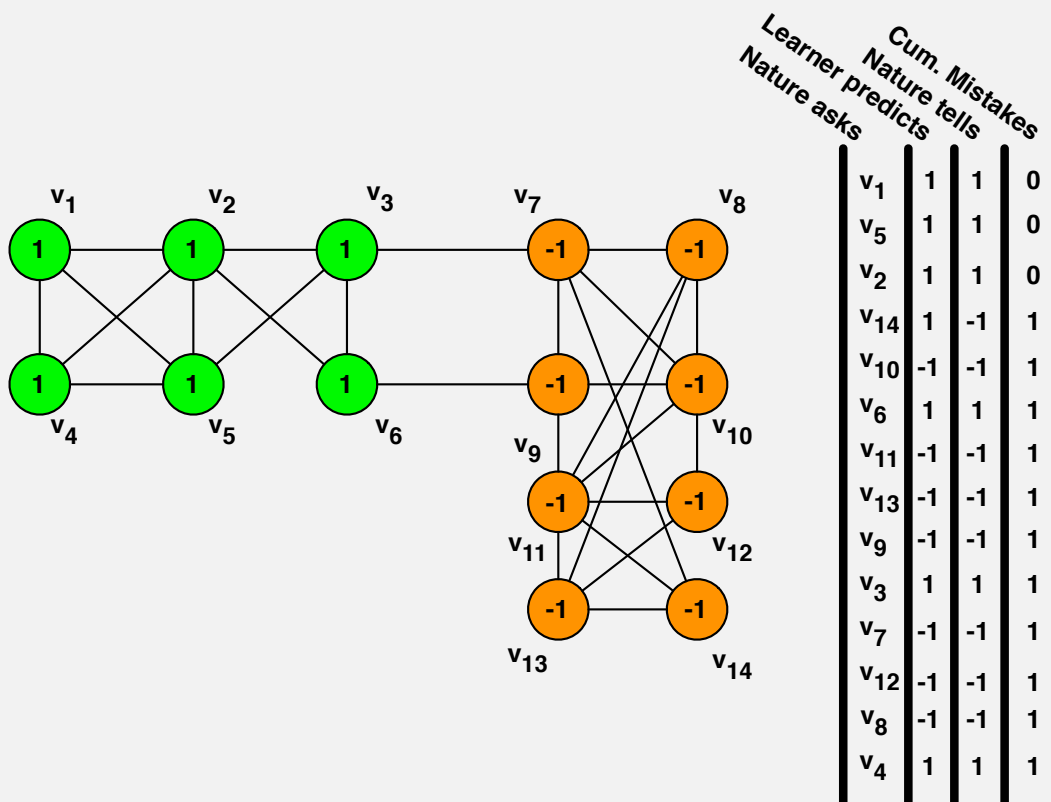 Nature asks
Learner predicts
Nature tells
Cum. Mistakes
v1 v2 v3 v7 v8
1 1 1 -1 -1
1 1 1 -1 -1
v4 v5 v6 v9 v10
-1 -1
v11 v12
-1 -1
v13 v14
v1 1 1 0
v5 1 1 0
v2 1 1 0
v14 1 -1 1
v10 -1 -1 1
v6 1 1 1
v11 -1 -1 1
v13 -1 -1 1
v9 -1 -1 1
v3 1 1 1
v7 -1 -1 1
v12 -1 -1 1
v8 -1 -1 1
v4 1 1 1